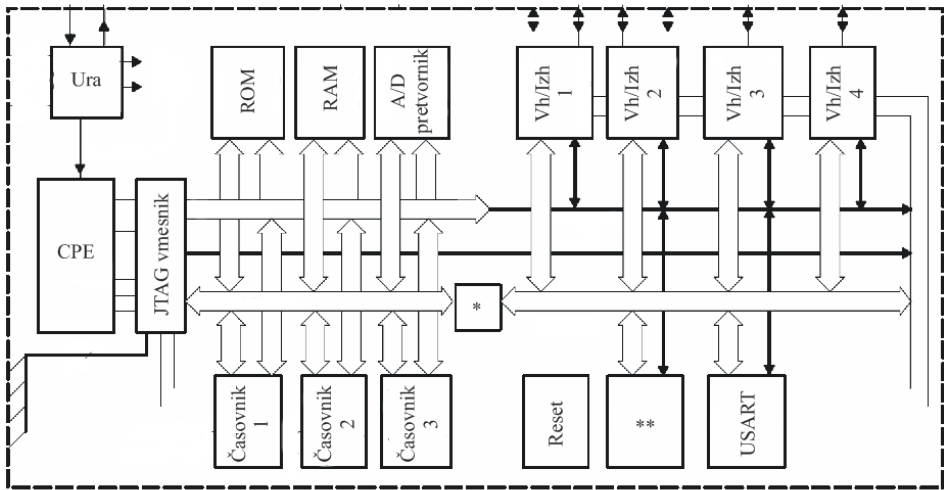 Ura
ROM
RAM
A/D
pretvornik
Vh/Izh
1
Vh/Izh
2
Vh/Izh
3
Vh/Izh
4
CPE
JTAG vmesnik
*
Časovnik
1
Časovnik
2
Časovnik
3
Reset
**
USART